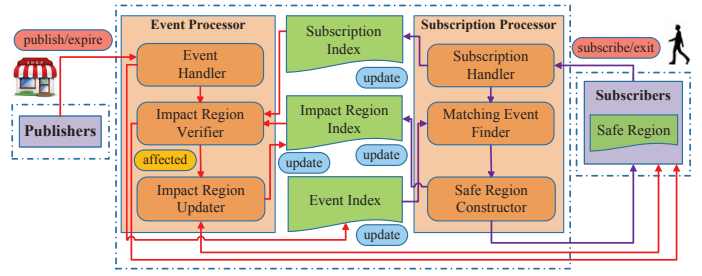 Event Processor
Subscription Processor
publish/expire
SHOP
Event
Handler
Subscription
Index
update
Subscription
Handler
subscribe/exit
Publishers
Impact Region
Verifier
Impact Region
Index
Matching Event
Finder
Subscribers
Safe Region
affected
update
update
Impact Region
Updater
Event Index
update
Safe Region
Constructor